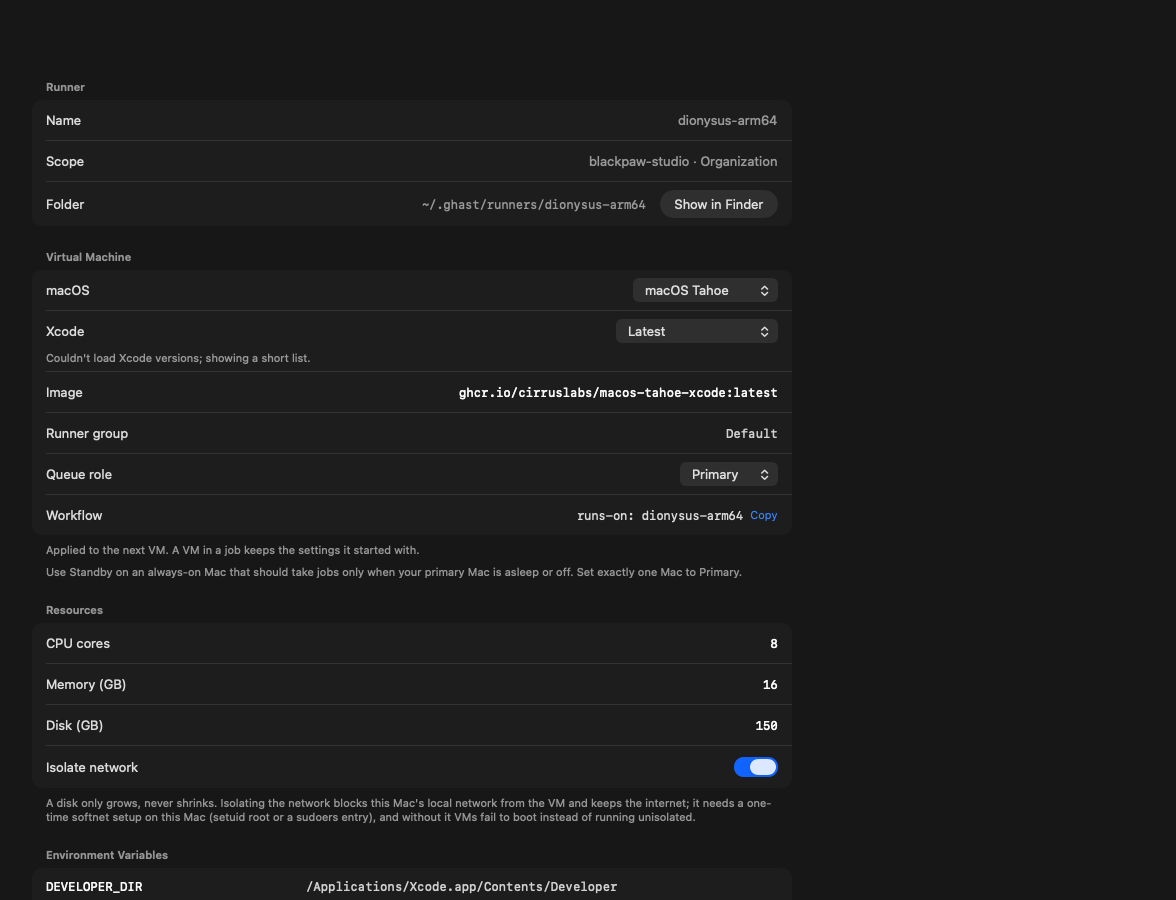 Runner
Name dionysus-arm64
Scope blackpaw-studio · Organization
Folder ~/.ghast/runners/dionysus-arm64 Show in Finder
Virtual Machine
macOS macOS Tahoe
Xcode Latest
Couldn't load Xcode versions; showing a short list.
Image ghcr.io/cirruslabs/macos-tahoe-xcode:latest
Runner group Default
Queue role Primary
Workflow runs-on: dionysus-arm64 Copy
Applied to the next VM. A VM in a job keeps the settings it started with.
Use Standby on an always-on Mac that should take jobs only when your primary Mac is asleep or off. Set exactly one Mac to Primary.
Resources
CPU cores 8
Memory (GB) 16
Disk (GB) 150
Isolate network
A disk only grows, never shrinks. Isolating the network blocks this Mac's local network from the VM and keeps the internet; it needs a one-
time softnet setup on this Mac (setuid root or a sudoers entry), and without it VMs fail to boot instead of running unisolated.
Environment Variables
DEVELOPER_DIR /Applications/Xcode.app/Contents/Developer